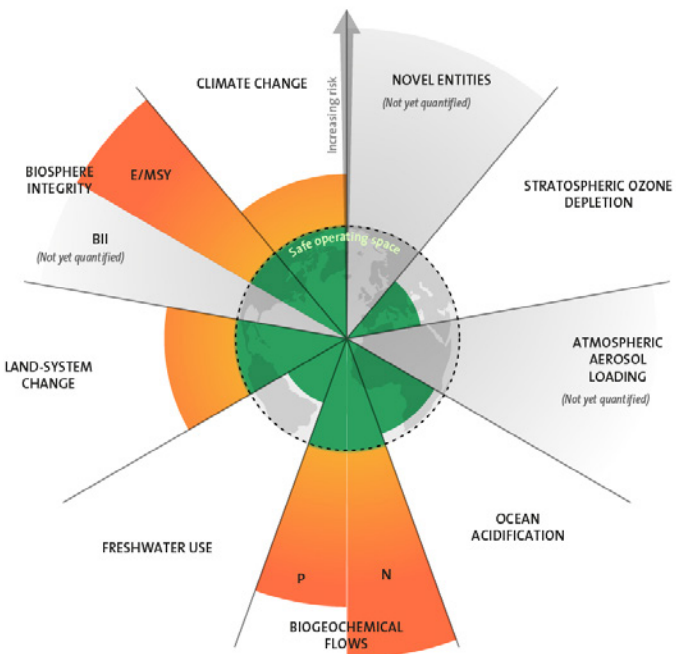 CLIMATE CHANGE
Increasing risk
NOVEL ENTITIES
(Not yet quantified)
STRATOSPHERIC OZONE
DEPLETION
ATMOSPHERIC
AEROSOL
LOADING
(Not yet quantified)
OCEAN
ACIDIFICATION
P
N
BIOGEOCHEMICAL
FLOWS
FRESHWATER USE
LAND-SYSTEM
CHANGE
BIOSPHERE
INTEGRITY
E/MSY
BII
(Not yet quantified)
Safe operating space